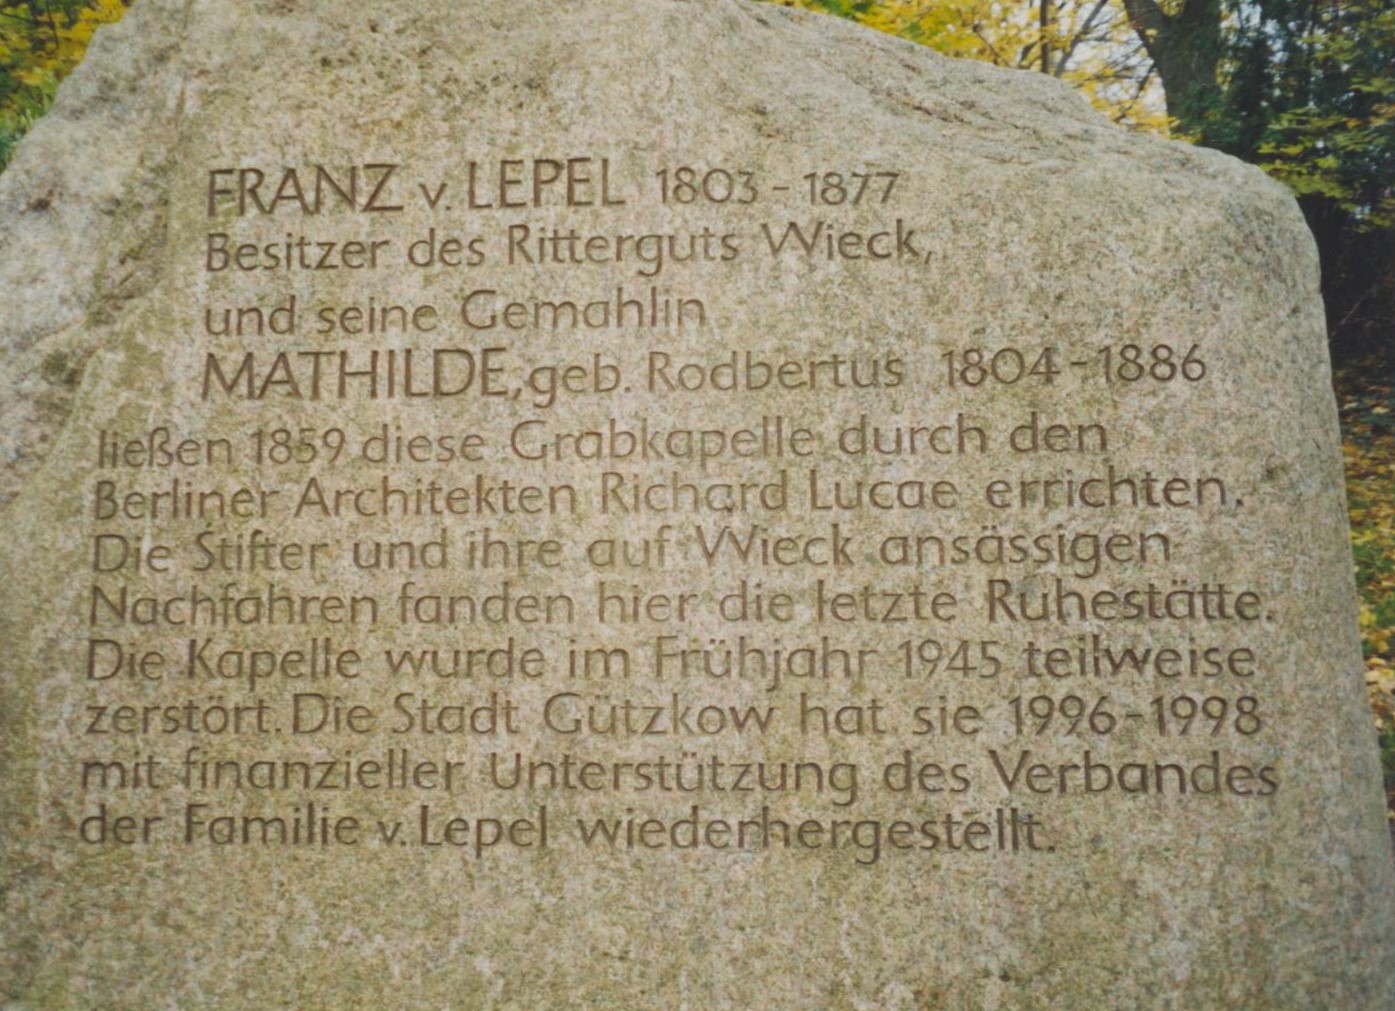 FRANZ v. LEPEL 1803 - 1877
Besitzer des Ritterguts Wieck,
und seine Gemahlin
MATHILDE, geb. Rodbertus 1804 - 1886
ließen 1859 diese Grabkapelle durch den
Berliner Architekten Richard Lucae errichten.
Die Stifter und ihre auf Wieck ansässigen
Nachfahren fanden hier die letzte Ruhestätte.
Die Kapelle wurde im Frühjahr 1945 teilweise
zerstört. Die Stadt Gützkow hat sie 1996-1998
mit finanzieller Unterstützung des Verbandes
der Familie v. Lepel wiederhergestellt.